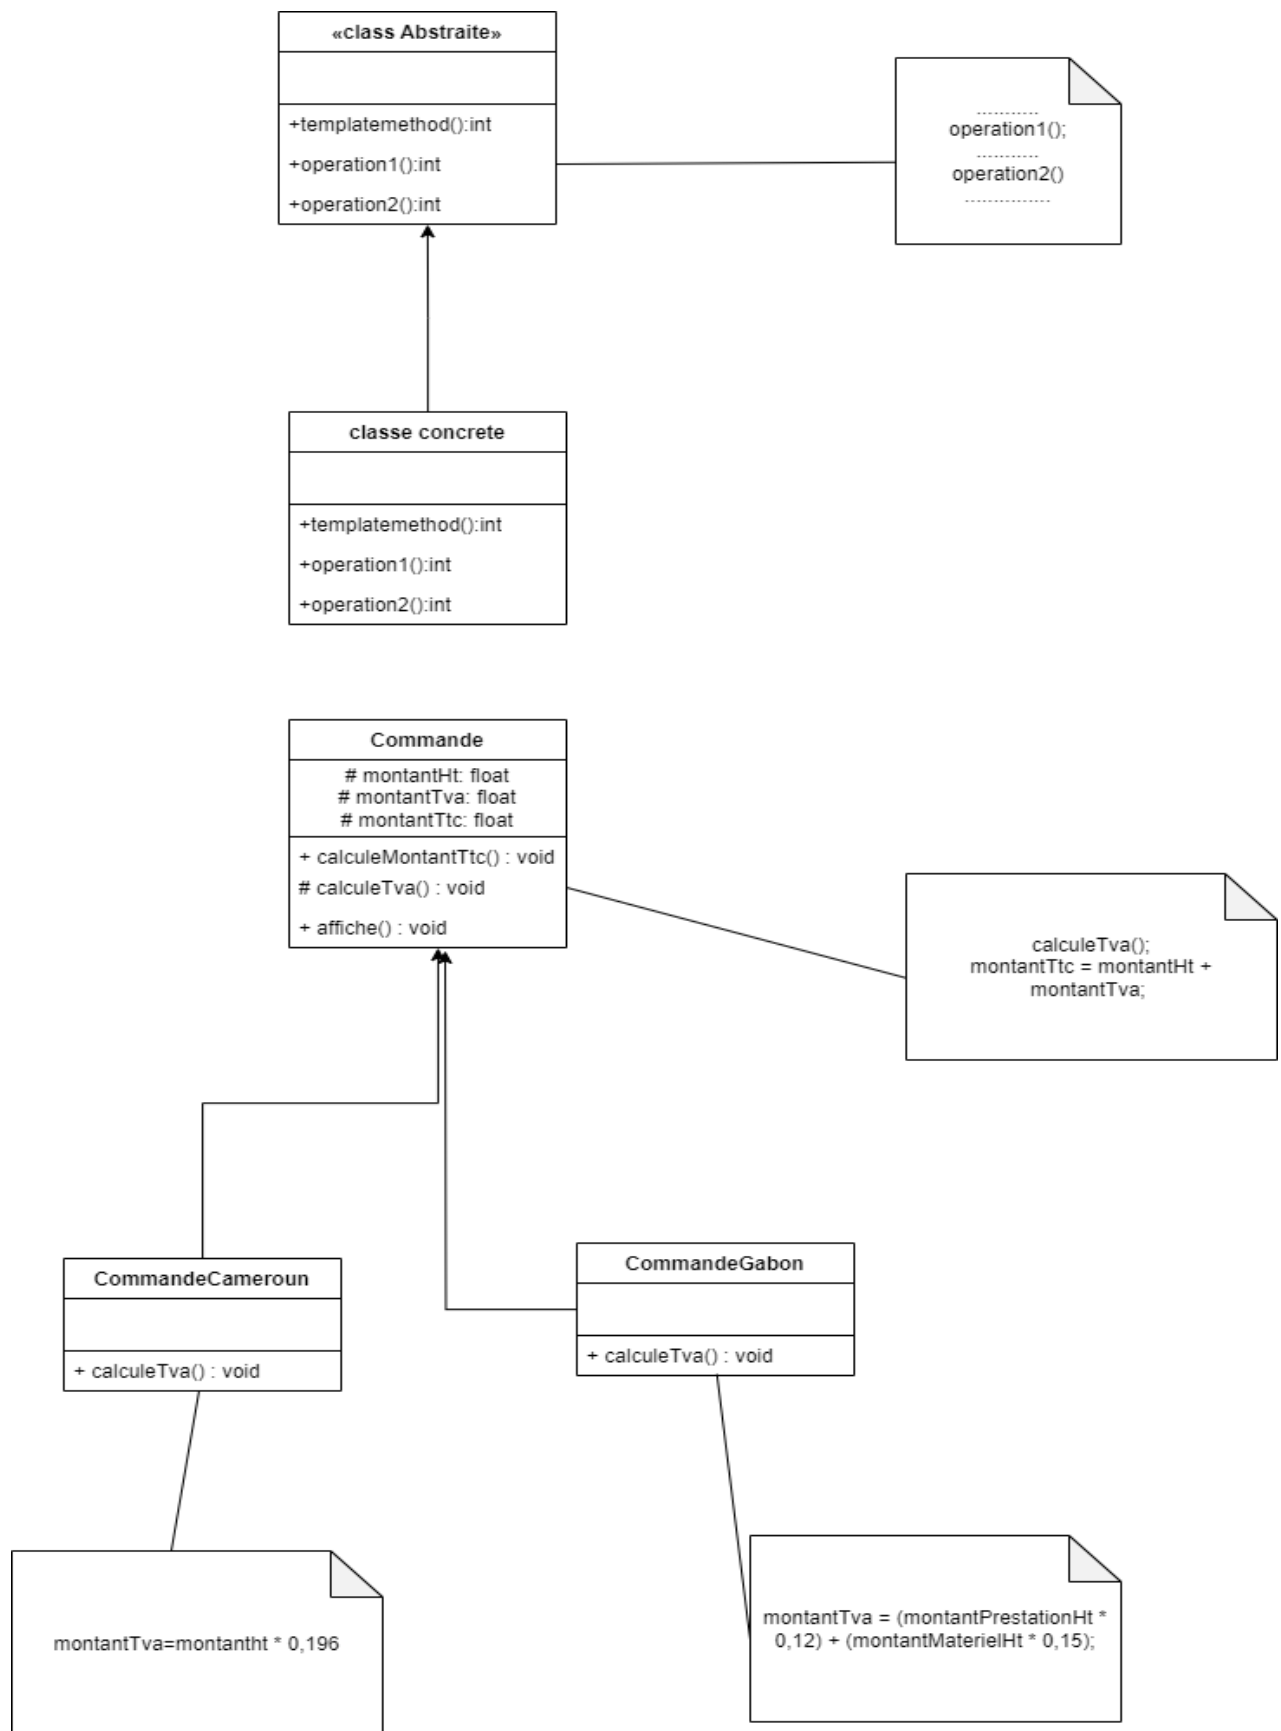 «class Abstraite»
+templatemethod():int
+operation1():int
+operation2():int
............
operation1();
...........
operation2()
...............
classe concrete
+templatemethod():int
+operation1():int
+operation2():int
Commande
# montantHt: float
# montantTva: float
# montantTtc: float
+ calculeMontantTtc() : void
# calculeTva() : void
+ affiche() : void
calculeTva();
montantTtc = montantHt +
montantTva;
CommandeCameroun
+ calculeTva() : void
CommandeGabon
+ calculeTva() : void
montantTva=montantht * 0,196
montantTva = (montantPrestationHt *
0,12) + (montantMaterielHt * 0,15);